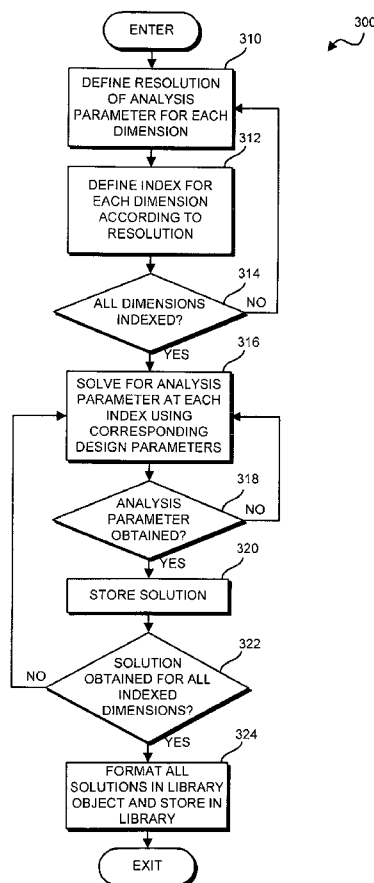 300
ENTER
310
DEFINE RESOLUTION
OF ANALYSIS
PARAMETER FOR EACH
DIMENSION
312
DEFINE INDEX FOR
EACH DIMENSION
ACCORDING TO
RESOLUTION
314
ALL DIMENSIONS
INDEXED?
NO
YES
316
SOLVE FOR ANALYSIS
PARAMETER AT EACH
INDEX USING
CORRESPONDING
DESIGN PARAMETERS
318
ANALYSIS
PARAMETER
OBTAINED?
NO
YES
320
STORE SOLUTION
322
SOLUTION
OBTAINED FOR ALL
INDEXED
DIMENSIONS?
NO
YES
324
FORMAT ALL
SOLUTIONS IN LIBRARY
OBJECT AND STORE IN
LIBRARY
EXIT